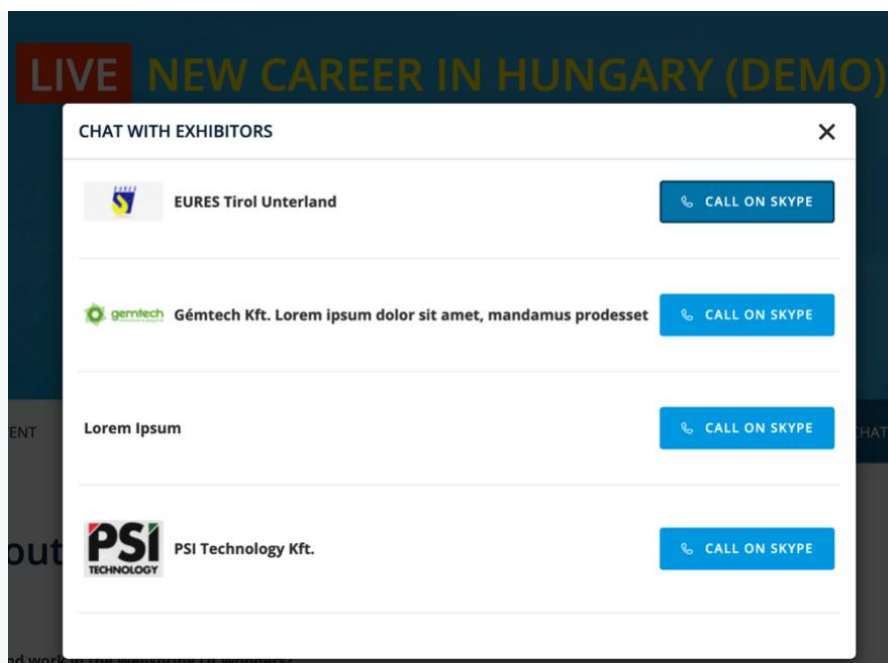 LIVE NEW CAREER IN HUNGARY (DEMO)
CHAT WITH EXHIBITORS
EURES
EURES Tirol Unterland
CALL ON SKYPE
gemtech
Gémtech Kft. Lorem ipsum dolor sit amet, mandamus prodesset
CALL ON SKYPE
ENT
CHAT
Lorem Ipsum
CALL ON SKYPE
out
PSI
TECHNOLOGY
PSI Technology Kft.
CALL ON SKYPE